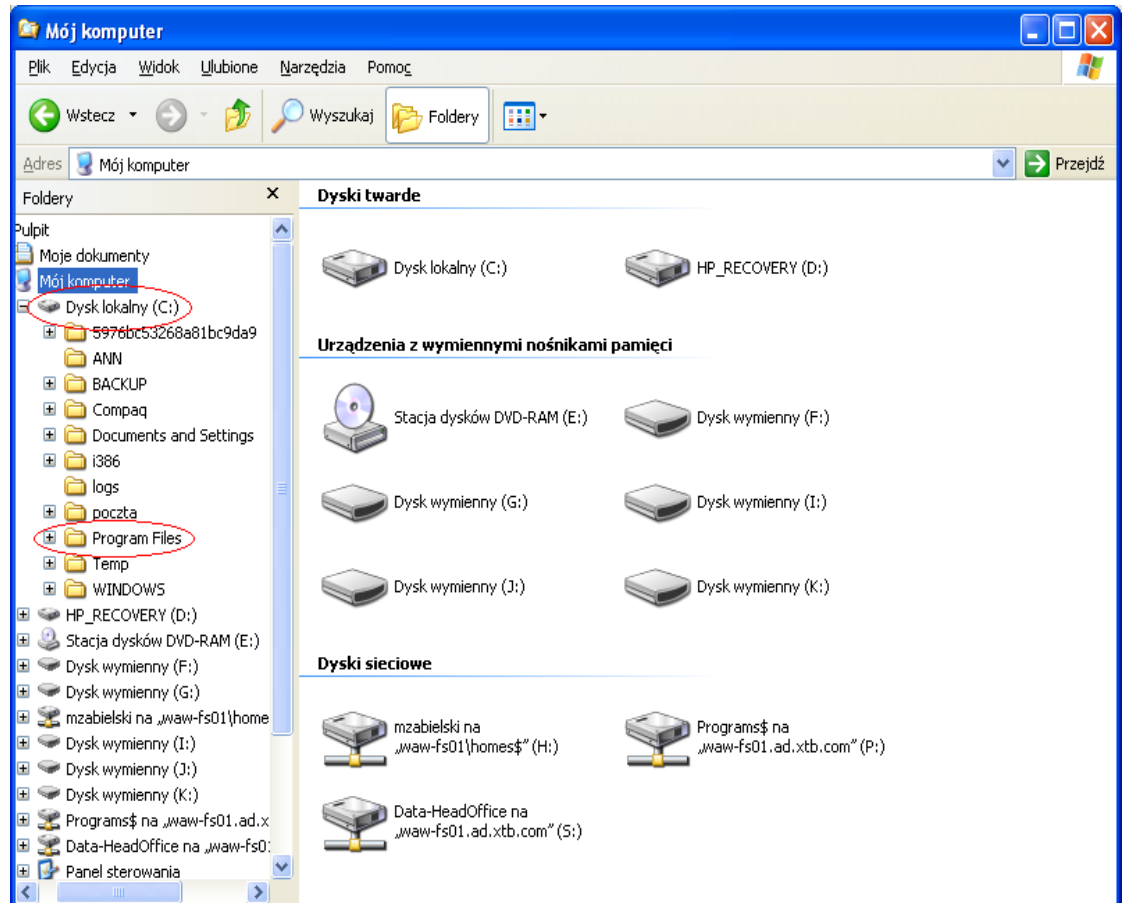 Mój komputer
Plik Edycja Widok Ulubione Narzędzia Pomoc
Wstecz Wyszukaj Foldery
Adres Mój komputer Przejdź
Foldery
Pulpit
Moje dokumenty
Mój komputer
Dysk lokalny (C:)
5976bc53268a81bc9da9
ANN
BACKUP
Compaq
Documents and Settings
i386
logs
poczta
Program Files
Temp
WINDOWS
HP_RECOVERY (D:)
Stacja dysków DVD-RAM (E:)
Dysk wymienny (F:)
Dysk wymienny (G:)
mzabielski na „waw-fs01\home
Dysk wymienny (I:)
Dysk wymienny (J:)
Dysk wymienny (K:)
Programs$ na „waw-fs01.ad.x
Data-HeadOffice na „waw-fs0
Panel sterowania
Dyski twarde
Dysk lokalny (C:)
HP_RECOVERY (D:)
Urządzenia z wymiennymi nośnikami pamięci
Stacja dysków DVD-RAM (E:)
Dysk wymienny (F:)
Dysk wymienny (G:)
Dysk wymienny (I:)
Dysk wymienny (J:)
Dysk wymienny (K:)
Dyski sieciowe
mzabielski na
„waw-fs01\homes$” (H:)
Programs$ na
„waw-fs01.ad.xtb.com” (P:)
Data-HeadOffice na
„waw-fs01.ad.xtb.com” (S:)